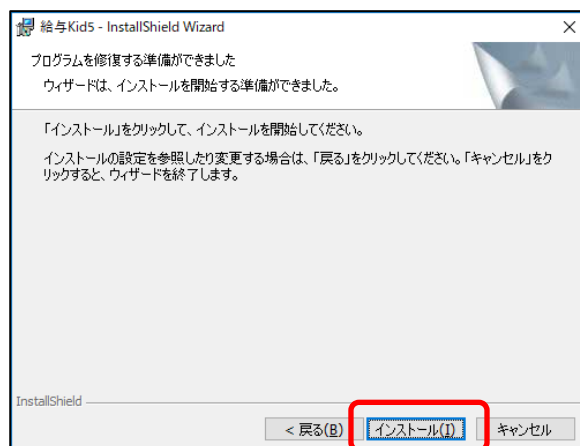 給与Kid5 - InstallShield Wizard
プログラムを修復する準備ができました
ウィザードは、インストールを開始する準備ができました。
「インストール」をクリックして、インストールを開始してください。
インストールの設定を参照したり変更する場合は、「戻る」をクリックしてください。「キャンセル」をク
リックすると、ウィザードを終了します。
InstallShield
< 戻る(B) インストール(I) キャンセル